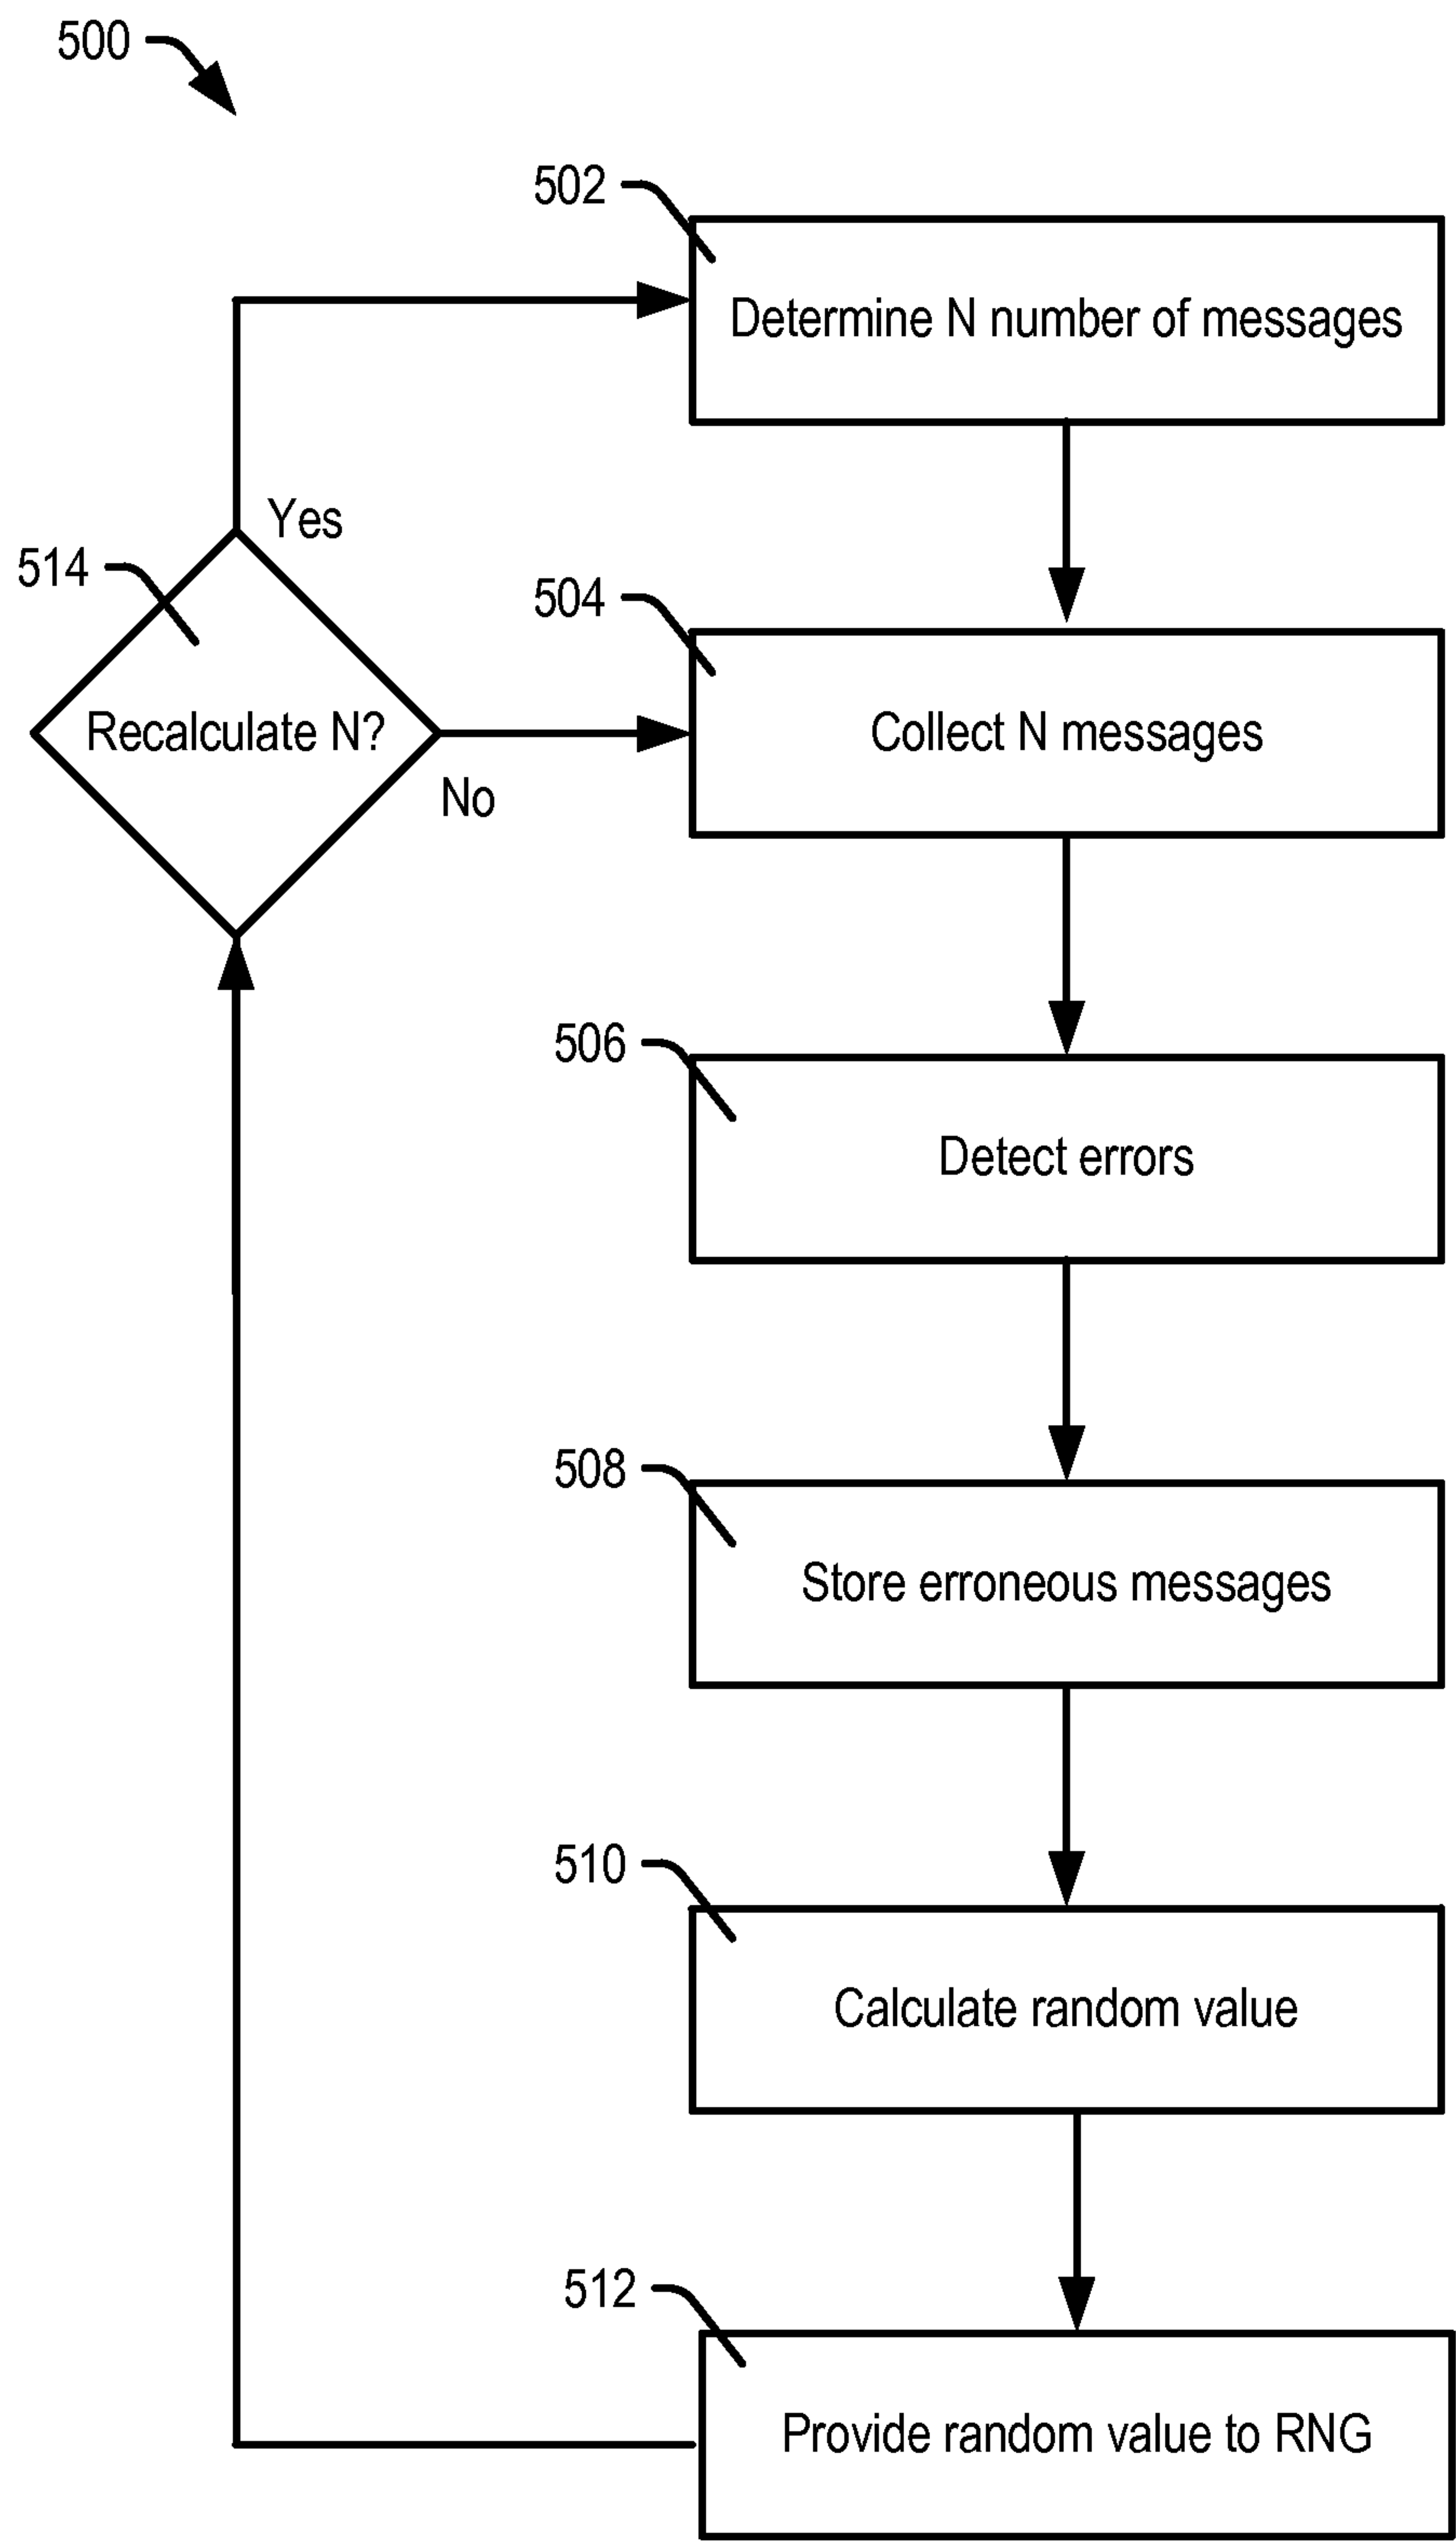 500
502
Determine N number of messages
Yes
514
504
Recalculate N?
Collect N messages
No
506
Detect errors
508
Store erroneous messages
510
Calculate random value
512
Provide random value to RNG